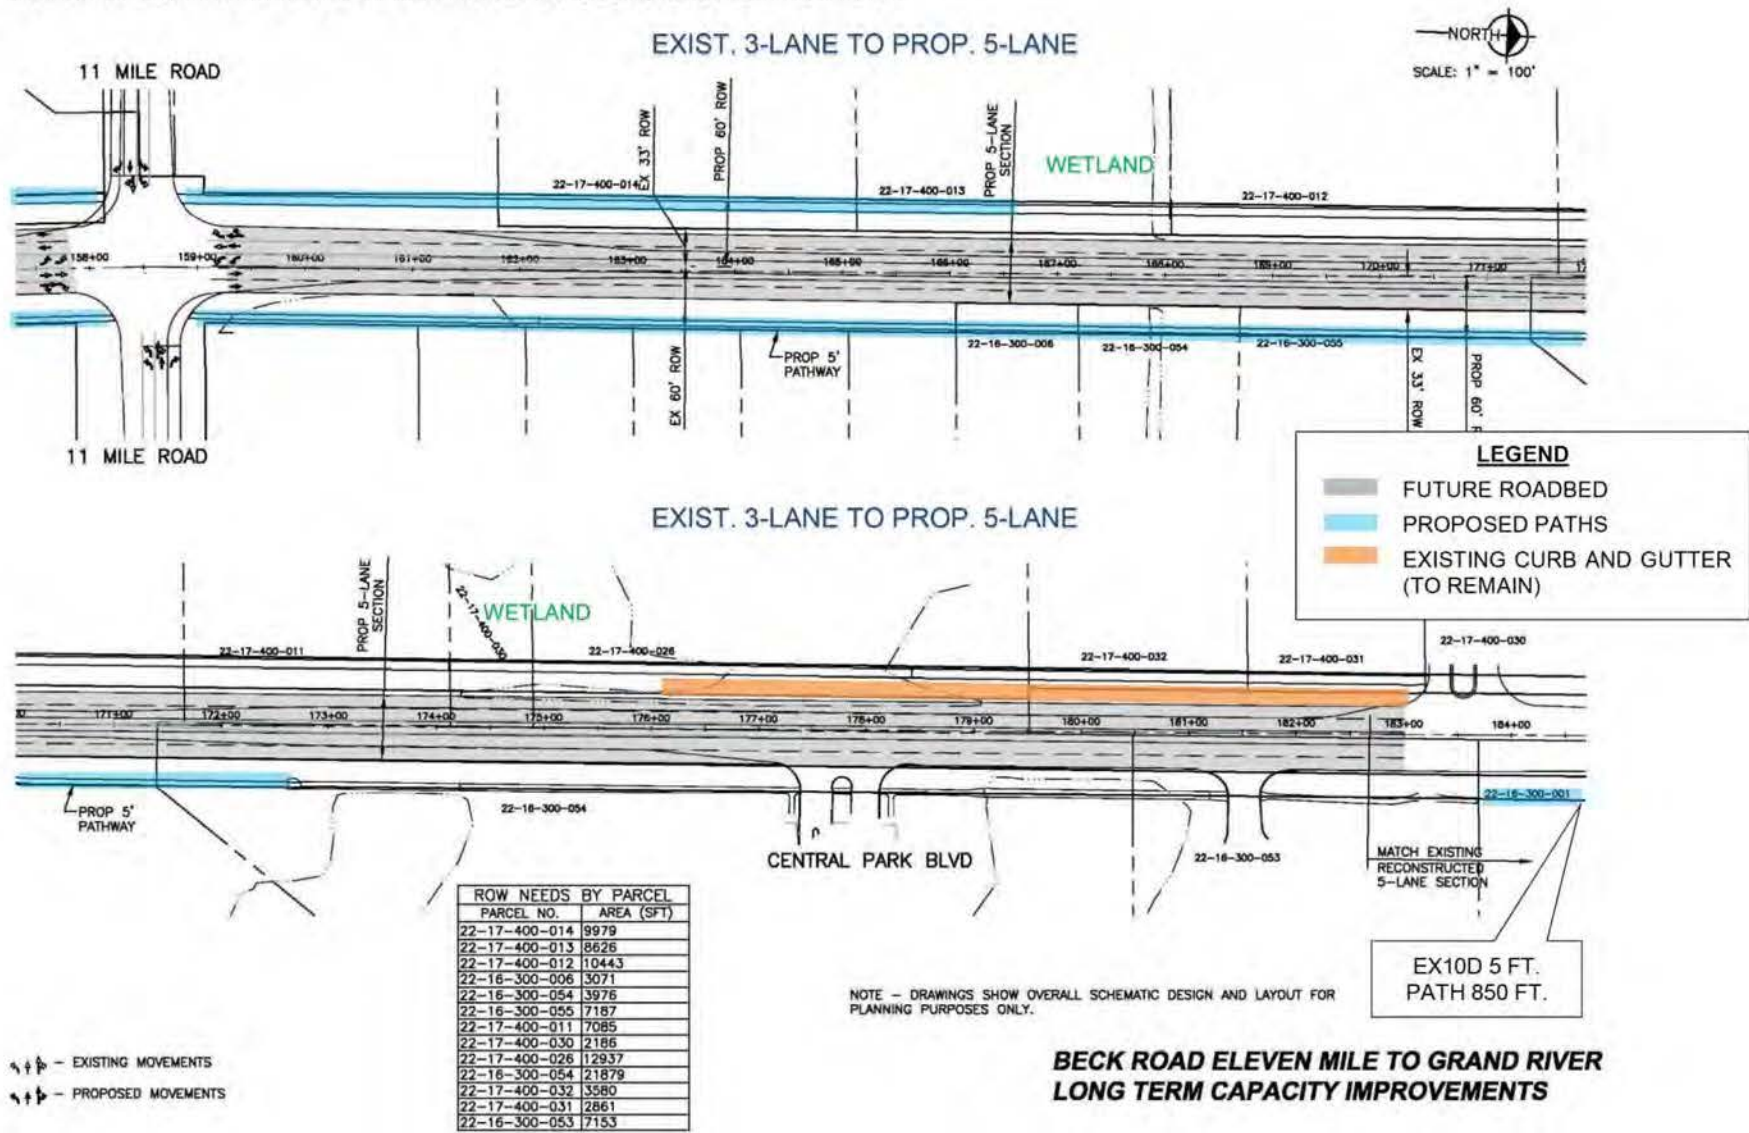 EXIST. 3-LANE TO PROP. 5-LANE
NORTH
SCALE: 1" = 100'
11 MILE ROAD
EX 33' ROW
PROP 60' ROW
PROP 5-LANE
SECTION
WETLAND
22-17-400-014
22-17-400-013
22-17-400-012
158+00
159+00
160+00
161+00
162+00
163+00
164+00
165+00
166+00
167+00
168+00
169+00
170+00
171+00
22-16-300-006
22-16-300-054
22-16-300-055
PROP 5'
PATHWAY
EX 60' ROW
EX 33' ROW
PROP 60' R
11 MILE ROAD
LEGEND
FUTURE ROADBED
PROPOSED PATHS
EXISTING CURB AND GUTTER
(TO REMAIN)
EXIST. 3-LANE TO PROP. 5-LANE
PROP 5-LANE
SECTION
WETLAND
22-17-400-011
22-17-400-030
22-17-400-026
22-17-400-032
22-17-400-031
22-17-400-030
171+00
172+00
173+00
174+00
175+00
176+00
177+00
178+00
179+00
180+00
181+00
182+00
183+00
184+00
PROP 5'
PATHWAY
22-16-300-054
CENTRAL PARK BLVD
22-16-300-053
22-16-300-001
MATCH EXISTING
RECONSTRUCTED
5-LANE SECTION
EX10D 5 FT.
PATH 850 FT.
ROW NEEDS BY PARCEL
PARCEL NO. AREA (SFT)
22-17-400-014 9979
22-17-400-013 8626
22-17-400-012 10443
22-16-300-006 3071
22-16-300-054 3976
22-16-300-055 7187
22-17-400-011 7085
22-17-400-030 2186
22-17-400-026 12937
22-16-300-054 21879
22-17-400-032 3580
22-17-400-031 2861
22-16-300-053 7153
NOTE - DRAWINGS SHOW OVERALL SCHEMATIC DESIGN AND LAYOUT FOR
PLANNING PURPOSES ONLY.
- EXISTING MOVEMENTS
- PROPOSED MOVEMENTS
BECK ROAD ELEVEN MILE TO GRAND RIVER
LONG TERM CAPACITY IMPROVEMENTS